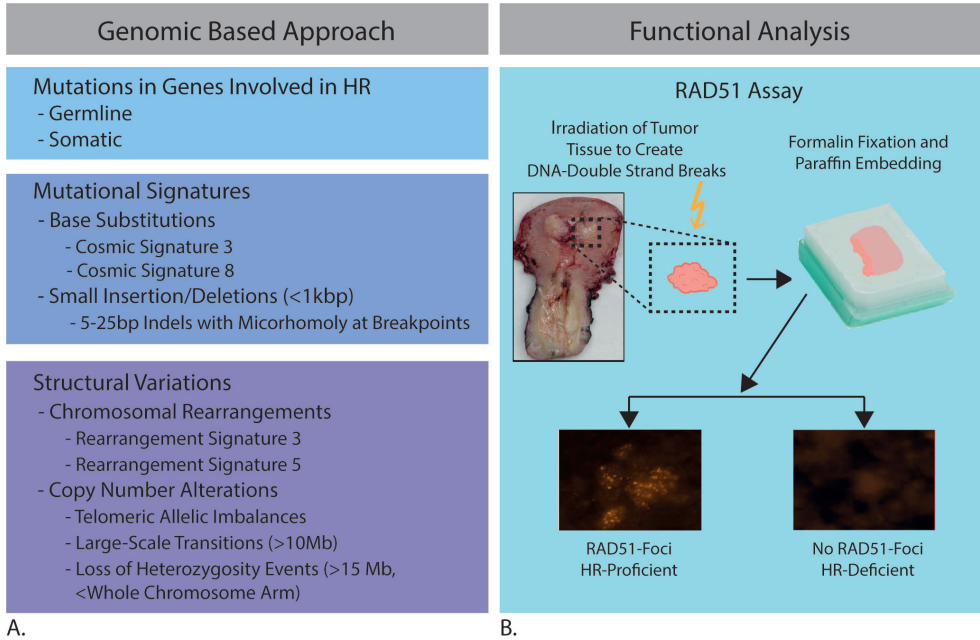 Genomic Based Approach
Mutations in Genes Involved in HR
- Germline
- Somatic
Mutational Signatures
- Base Substitutions
- Cosmic Signature 3
- Cosmic Signature 8
- Small Insertion/Deletions (<1kbp)
- 5-25bp Indels with Micorhomoly at Breakpoints
Structural Variations
- Chromosomal Rearrangements
- Rearrangement Signature 3
- Rearrangement Signature 5
- Copy Number Alterations
- Telomeric Allelic Imbalances
- Large-Scale Transitions (>10Mb)
- Loss of Heterozygosity Events (>15 Mb,
<Whole Chromosome Arm)
A.
Functional Analysis
RAD51 Assay
Irradiation of Tumor
Tissue to Create
DNA-Double Strand Breaks
Formalin Fixation and
Paraffin Embedding
RAD51-Foci
HR-Proficient
No RAD51-Foci
HR-Deficient
B.